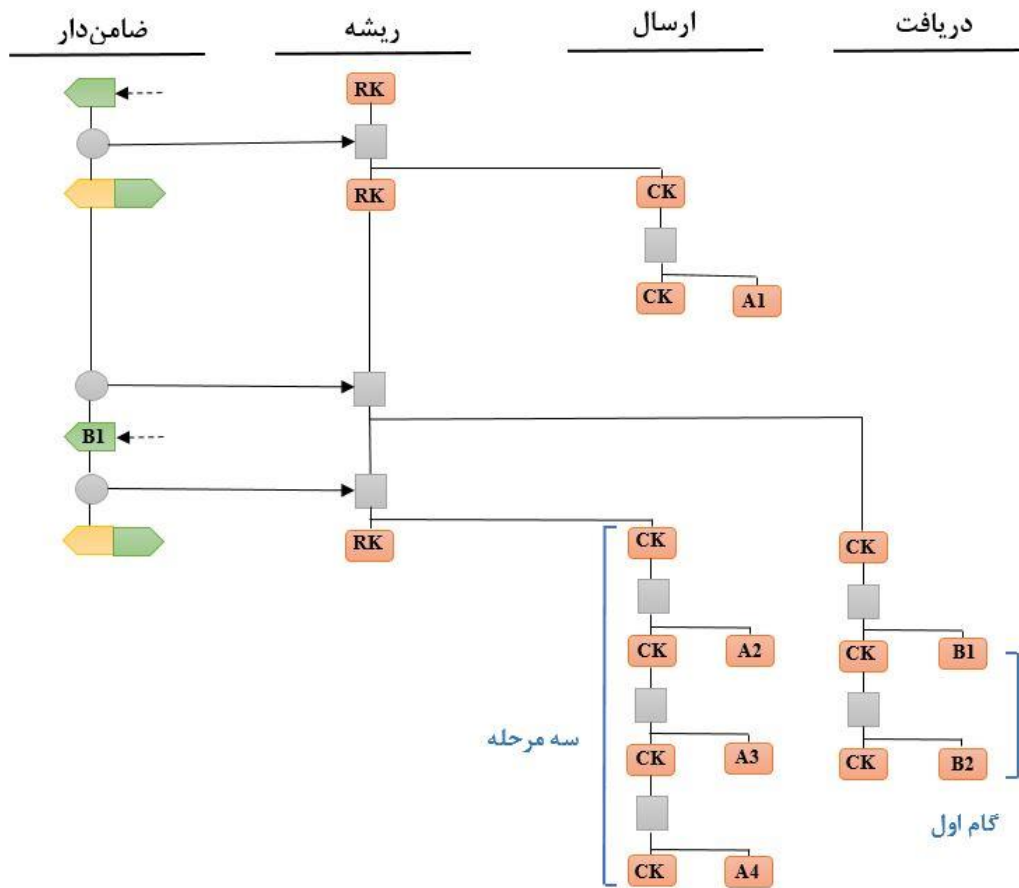 ضامن‌دار
ریشه
ارسال
دریافت
RK
RK
CK
CK
A1
B1
RK
CK
CK
CK
A2
CK
B1
سه مرحله
CK
A3
CK
B2
گام اول
CK
A4